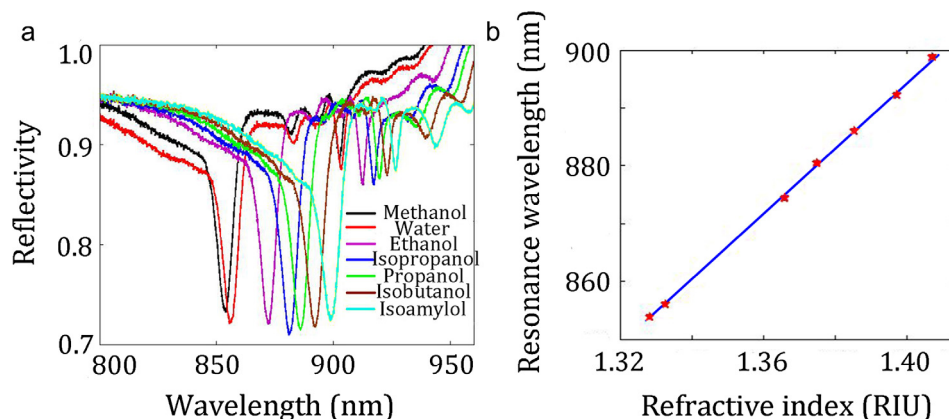 a
Reflectivity
1.0
0.9
0.8
0.7
Methanol
Water
Ethanol
Isopropanol
Propanol
Isobutanol
Isoamylol
800 850 900 950
Wavelength (nm)
b
Resonance wavelength (nm)
900
880
860
1.32 1.36 1.40
Refractive index (RIU)